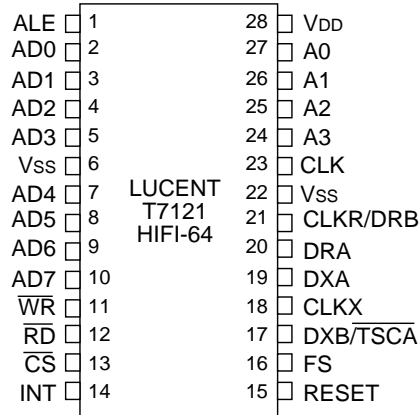 ALE 1 28 VDD
AD0 2 27 A0
AD1 3 26 A1
AD2 4 25 A2
AD3 5 24 A3
VSS 6 23 CLK
AD4 7 LUCENT 22 VSS
AD5 8 T7121 21 CLKR/DRB
AD6 9 HIFI-64 20 DRA
AD7 10 19 DXA
WR 11 18 CLKX
RD 12 17 DXB/TSCA
CS 13 16 FS
INT 14 15 RESET